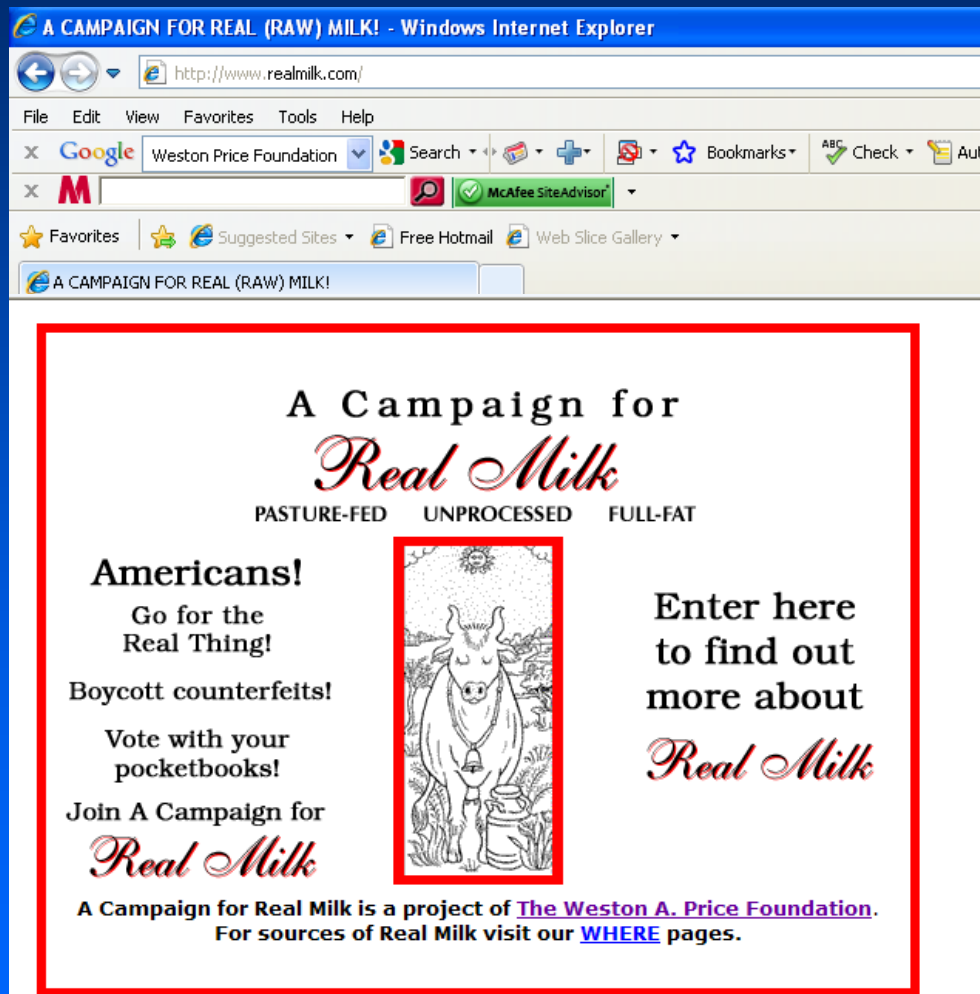 A CAMPAIGN FOR REAL (RAW) MILK! - Windows Internet Explorer
http://www.realmilk.com/
File Edit View Favorites Tools Help
X Google Weston Price Foundation Search Bookmarks ABC Check Aut
X M McAfee SiteAdvisor
Favorites Suggested Sites Free Hotmail Web Slice Gallery
A CAMPAIGN FOR REAL (RAW) MILK!
A Campaign for
Real Milk
PASTURE-FED UNPROCESSED FULL-FAT
Americans!
Go for the
Real Thing!
Boycott counterfeits!
Vote with your
pocketbooks!
Join A Campaign for
Real Milk
Enter here
to find out
more about
Real Milk
A Campaign for Real Milk is a project of The Weston A. Price Foundation.
For sources of Real Milk visit our WHERE pages.